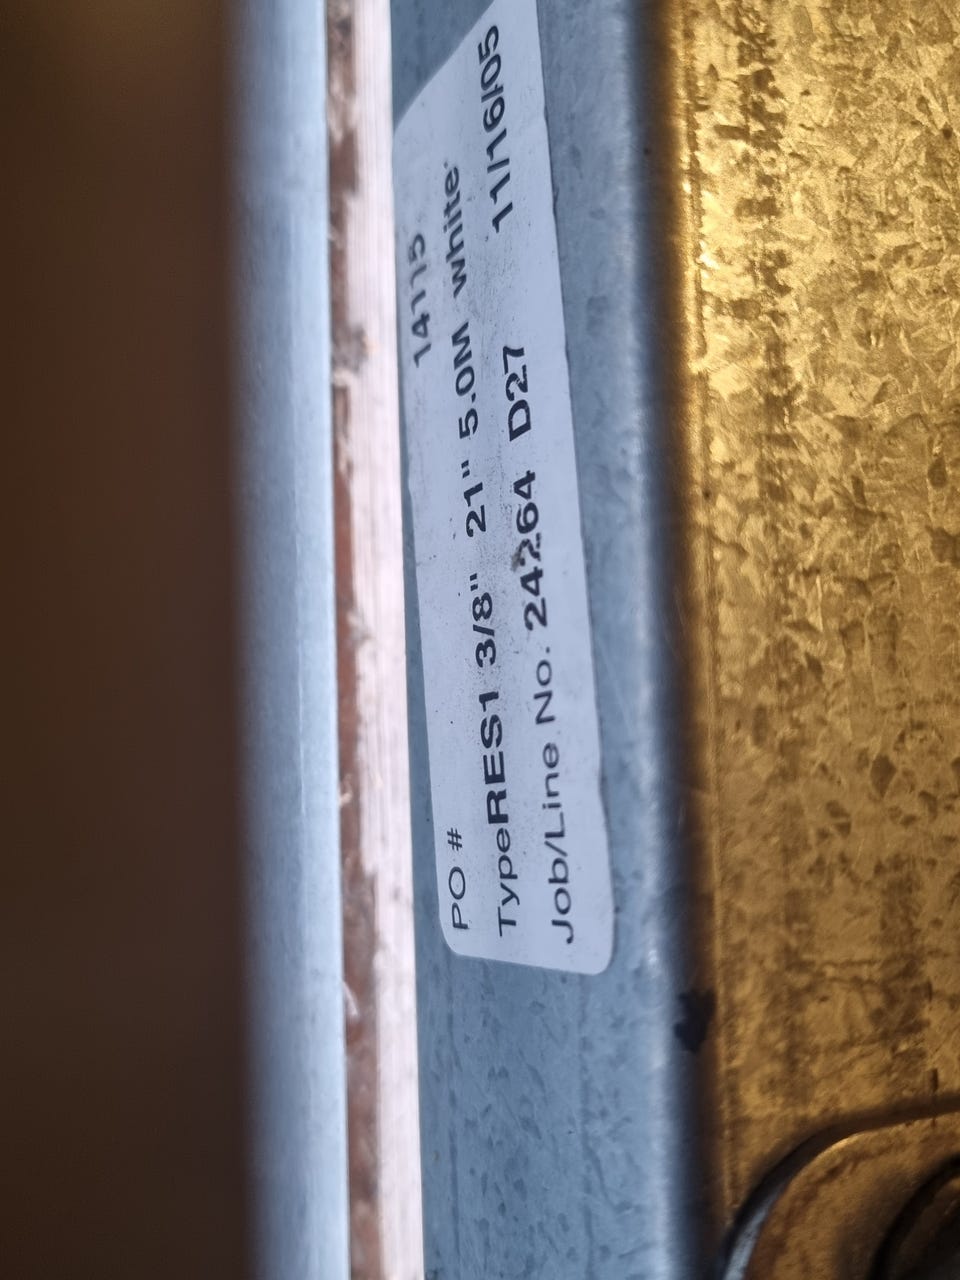 PO # 14115
TypeRES1 3/8" 21" 5.0M white
Job/Line No. 24264 D27 11/16/05